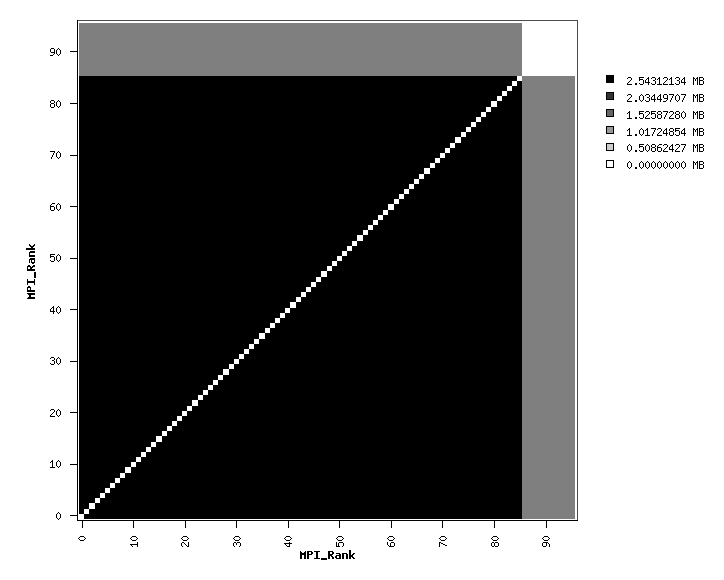 90
80
70
60
50
40
30
20
10
0
MPI_Rank
0 10 20 30 40 50 60 70 80 90
MPI_Rank
2.54312134 MB
2.03449707 MB
1.52587280 MB
1.01724854 MB
0.50862427 MB
0.00000000 MB